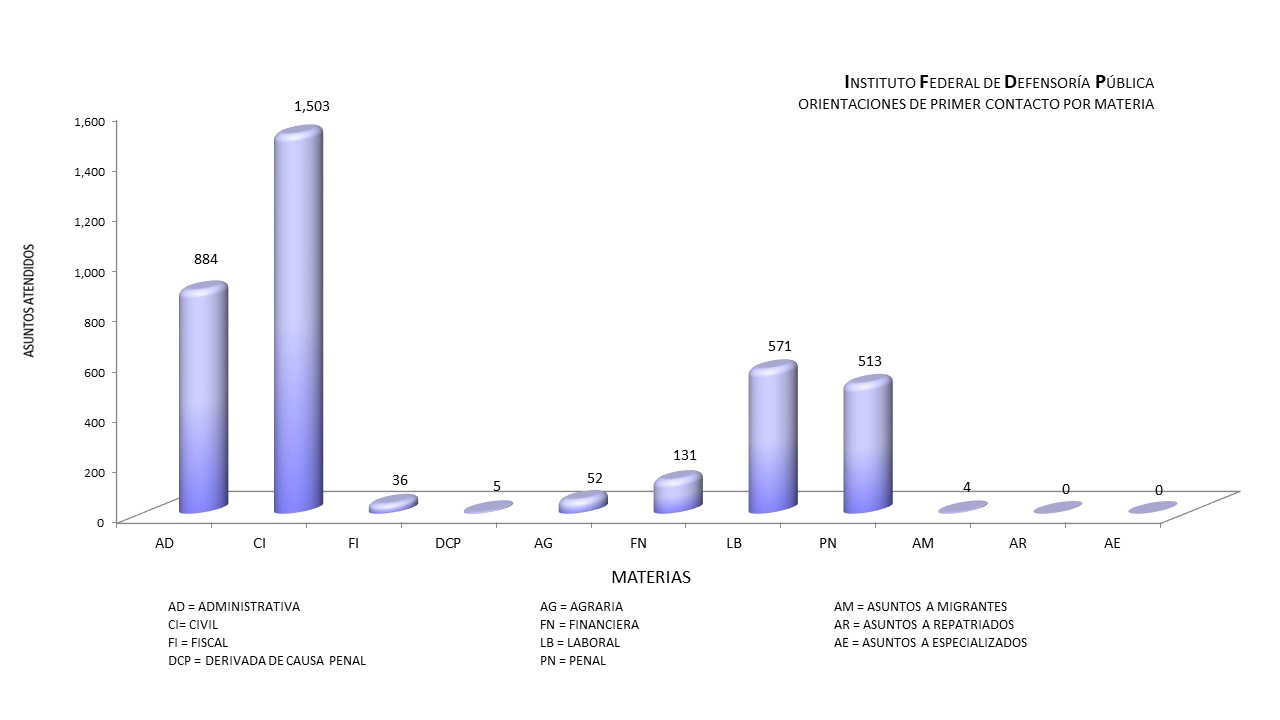 INSTITUTO FEDERAL DE DEFENSORÍA PÚBLICA
ORIENTACIONES DE PRIMER CONTACTO POR MATERIA
ASUNTOS ATENDIDOS
1,600
1,400
1,200
1,000
800
600
400
200
0
884
1,503
36
5
52
131
571
513
4
0
0
AD
CI
FI
DCP
AG
FN
LB
PN
AM
AR
AE
MATERIAS
AD = ADMINISTRATIVA
CI= CIVIL
FI = FISCAL
DCP = DERIVADA DE CAUSA PENAL
AG = AGRARIA
FN = FINANCIERA
LB = LABORAL
PN = PENAL
AM = ASUNTOS A MIGRANTES
AR = ASUNTOS A REPATRIADOS
AE = ASUNTOS A ESPECIALIZADOS